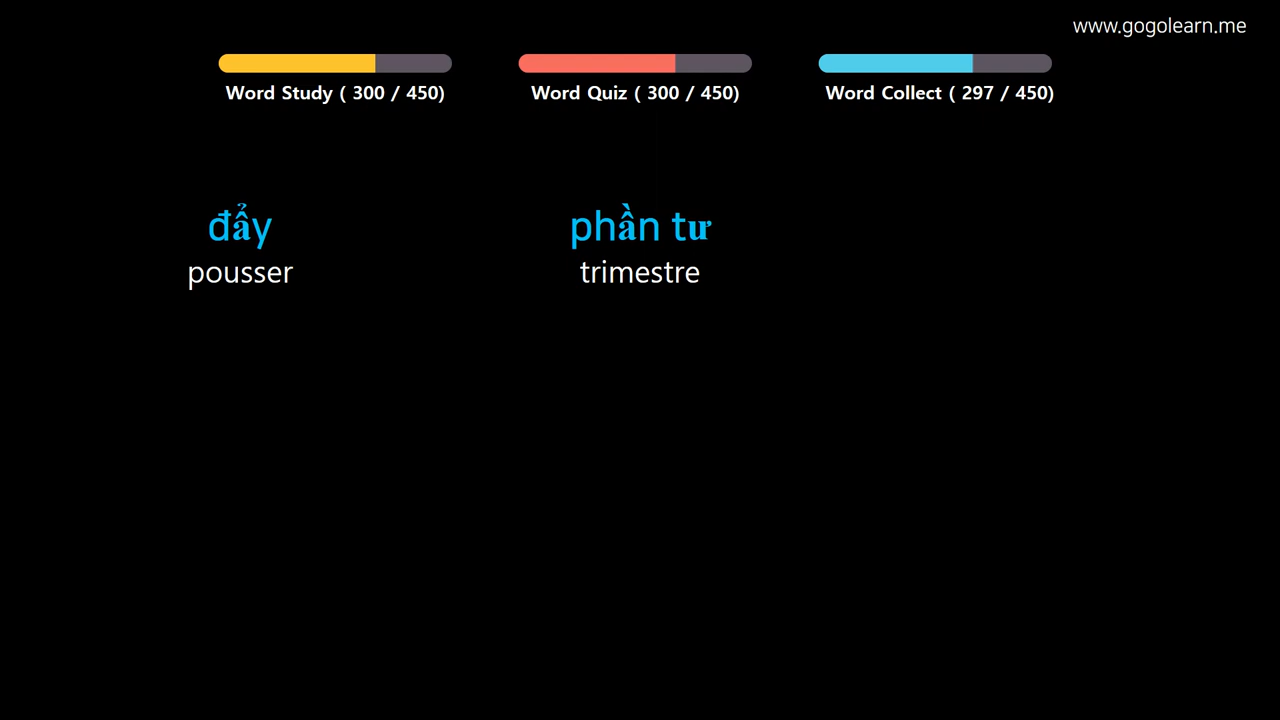 www.gogolearn.me
Word Study ( 300 / 450)
Word Quiz ( 300 / 450)
Word Collect ( 297 / 450)
đẩy
pousser
phần tư
trimestre